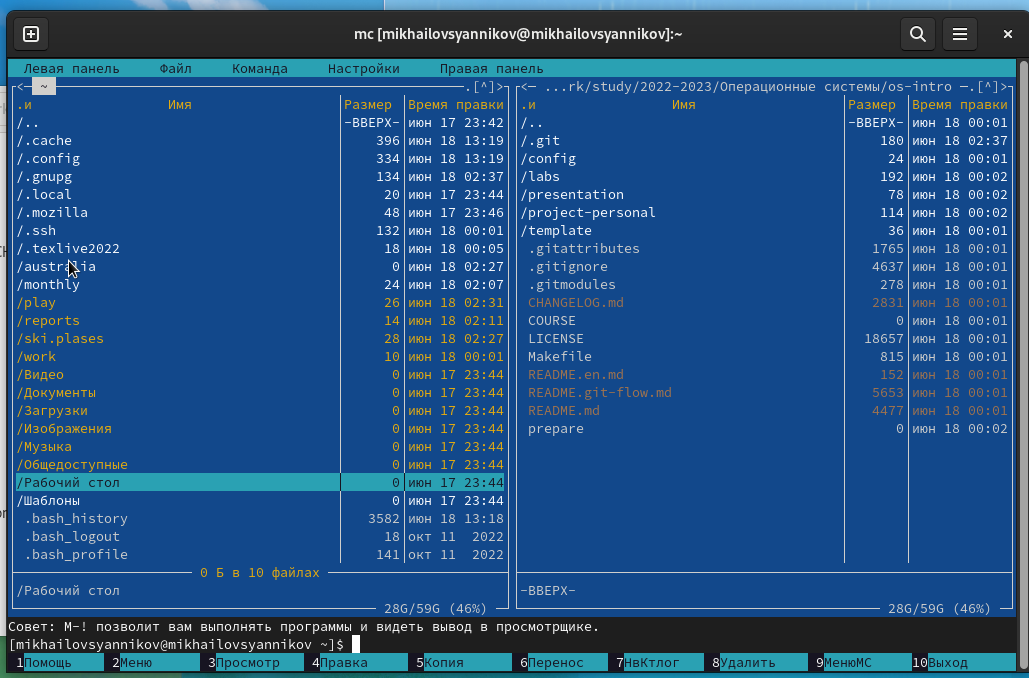 mc [mikhailovsyannikov@mikhailovsyannikov]:~
Левая панель Файл Команда Настройки Правая панель
<─ ~ .[^]>
.и Имя Размер Время правки
/.. -ВВЕРХ- июн 17 23:42
/.cache 396 июн 18 13:19
/.config 334 июн 18 13:19
/.gnupg 134 июн 18 02:37
/.local 20 июн 17 23:44
/.mozilla 48 июн 17 23:46
/.ssh 132 июн 18 00:01
/.texlive2022 18 июн 18 00:05
/australia 0 июн 18 02:27
/monthly 24 июн 18 02:07
/play 26 июн 18 02:31
/reports 14 июн 18 02:11
/ski.plases 28 июн 18 02:27
/work 10 июн 18 00:01
/Видео 0 июн 17 23:44
/Документы 0 июн 17 23:44
/Загрузки 0 июн 17 23:44
/Изображения 0 июн 17 23:44
/Музыка 0 июн 17 23:44
/Общедоступные 0 июн 17 23:44
/Рабочий стол 0 июн 17 23:44
/Шаблоны 0 июн 17 23:44
.bash_history 3582 июн 18 13:18
.bash_logout 18 окт 11 2022
.bash_profile 141 окт 11 2022
0 Б в 10 файлах
/Рабочий стол
28G/59G (46%)
<─ ...rk/study/2022-2023/Операционные системы/os-intro ─.[^]>
.и Имя Размер Время правки
/.. -ВВЕРХ- июн 18 00:01
/.git 180 июн 18 02:37
/config 24 июн 18 00:01
/labs 192 июн 18 00:02
/presentation 78 июн 18 00:02
/project-personal 114 июн 18 00:02
/template 36 июн 18 00:01
.gitattributes 1765 июн 18 00:01
.gitignore 4637 июн 18 00:01
.gitmodules 278 июн 18 00:01
CHANGELOG.md 2831 июн 18 00:01
COURSE 0 июн 18 00:01
LICENSE 18657 июн 18 00:01
Makefile 815 июн 18 00:01
README.en.md 152 июн 18 00:01
README.git-flow.md 5653 июн 18 00:01
README.md 4477 июн 18 00:01
prepare 0 июн 18 00:02
-ВВЕРХ-
28G/59G (46%)
Совет: M-! позволит вам выполнять программы и видеть вывод в просмотрщике.
[mikhailovsyannikov@mikhailovsyannikov ~]$
1Помощь 2Меню 3Просмотр 4Правка 5Копия 6Перенос 7НвКтлог 8Удалить 9МенюМС 10Выход